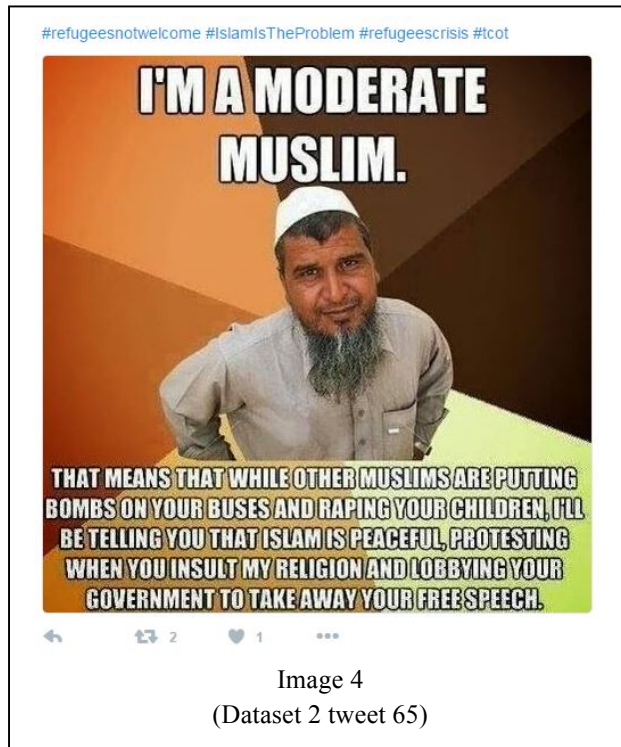 #refugeesnotwelcome #IslamIsTheProblem #refugeescrisis #tcot
I'M A MODERATE
MUSLIM.
THAT MEANS THAT WHILE OTHER MUSLIMS ARE PUTTING
BOMBS ON YOUR BUSES AND RAPING YOUR CHILDREN, I'LL
BE TELLING YOU THAT ISLAM IS PEACEFUL, PROTESTING
WHEN YOU INSULT MY RELIGION AND LOBBYING YOUR
GOVERNMENT TO TAKE AWAY YOUR FREE SPEECH.
2 1
Image 4
(Dataset 2 tweet 65)